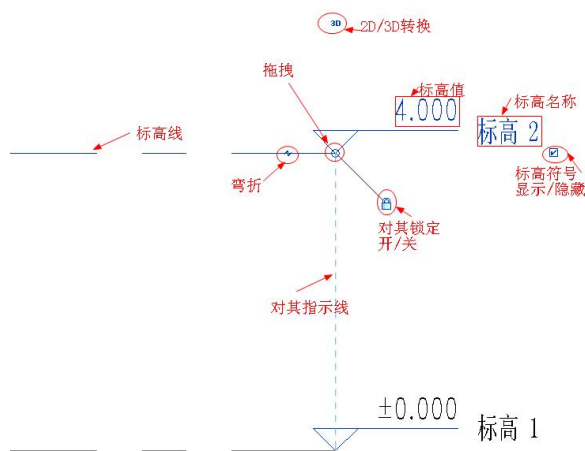 3D
2D/3D转换
拖拽
标高值
4.000
标高名称
标高 2
标高线
弯折
标高符号
显示/隐藏
对其锁定
开/关
对其指示线
±0.000
标高 1